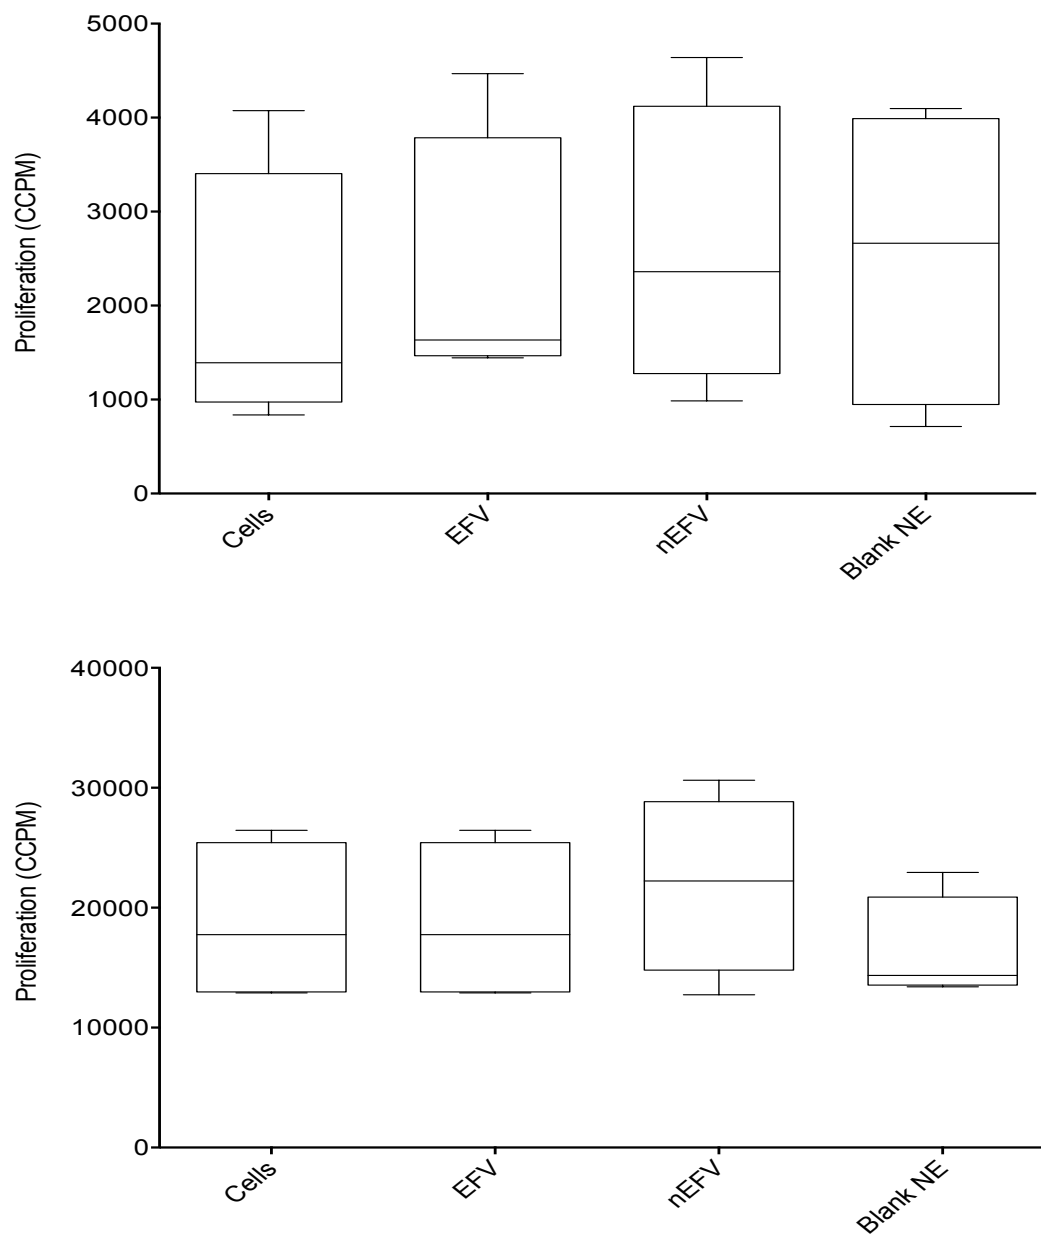 5000
4000
3000
2000
1000
0
Proliferation (CCPM)
Cells
EFV
nEFV
Blank NE
40000
30000
20000
10000
0
Proliferation (CCPM)
Cells
EFV
nEFV
Blank NE